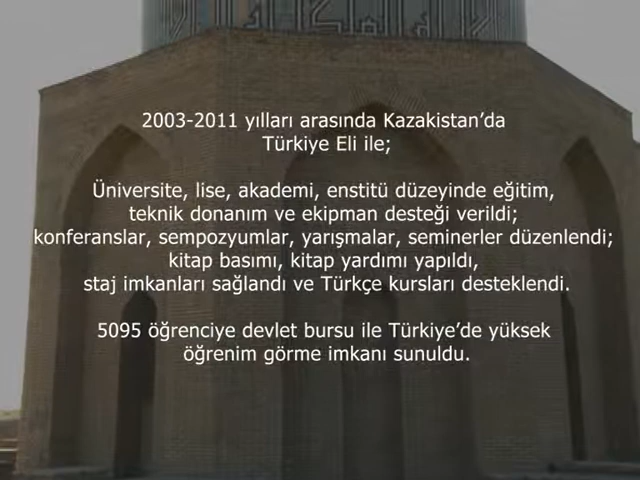 2003-2011 yılları arasında Kazakistan'da
Türkiye Eli ile;
Üniversite, lise, akademi, enstitü düzeyinde eğitim,
teknik donanım ve ekipman desteği verildi;
konferanslar, sempozyumlar, yarışmalar, seminerler düzenlendi;
kitap basımı, kitap yardımı yapıldı,
staj imkanları sağlandı ve Türkçe kursları desteklendi.
5095 öğrenciye devlet bursu ile Türkiye'de yüksek
öğrenim görme imkanı sunuldu.